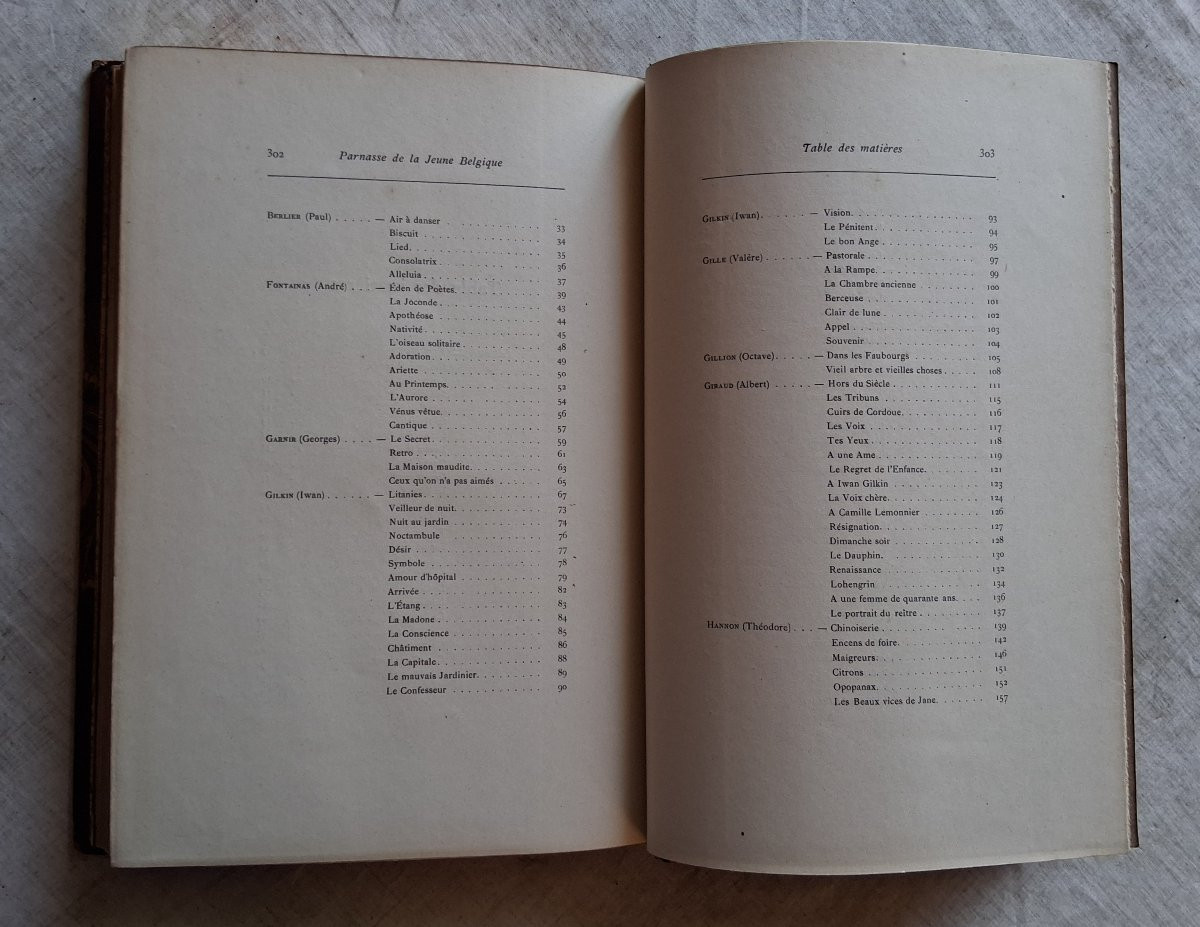 302 Parnasse de la Jeune Belgique
Berlier (Paul) . . . . . — Air à danser . . . . . . . . . . 33
Biscuit . . . . . . . . . . . . 34
Lied. . . . . . . . . . . . . 35
Consolatrix . . . . . . . . . . 36
Alleluia . . . . . . . . . . . . 37
Fontainas (André) . . . — Éden de Poètes. . . . . . . . . 39
La Joconde . . . . . . . . . . 43
Apothéose . . . . . . . . . . . 44
Nativité . . . . . . . . . . . . 45
L'oiseau solitaire . . . . . . . . 48
Adoration . . . . . . . . . . . 49
Ariette . . . . . . . . . . . . 50
Au Printemps. . . . . . . . . . 52
L'Aurore . . . . . . . . . . . 54
Vénus vêtue. . . . . . . . . . 56
Cantique . . . . . . . . . . . 57
Garnir (Georges) . . . . — Le Secret . . . . . . . . . . . 59
Retro . . . . . . . . . . . . 61
La Maison maudite. . . . . . . . 63
Ceux qu'on n'a pas aimés . . . . . 65
Gilkin (Iwan) . . . . . . — Litanies . . . . . . . . . . . . 67
Veilleur de nuit. . . . . . . . . 73
Nuit au jardin . . . . . . . . . 74
Noctambule . . . . . . . . . . 76
Désir . . . . . . . . . . . . 77
Symbole . . . . . . . . . . . 78
Amour d'hôpital . . . . . . . . 79
Arrivée . . . . . . . . . . . . 82
L'Étang . . . . . . . . . . . . 83
La Madone . . . . . . . . . . 84
La Conscience . . . . . . . . . 85
Châtiment . . . . . . . . . . . 86
La Capitale . . . . . . . . . . 88
Le mauvais Jardinier. . . . . . . 89
Le Confesseur . . . . . . . . . 90
Table des matières 303
Gilkin (Iwan). . . . . . — Vision. . . . . . . . . . . . . 93
Le Pénitent . . . . . . . . . . 94
Le bon Ange . . . . . . . . . . 95
Gille (Valère) . . . . . . — Pastorale . . . . . . . . . . . 97
A la Rampe. . . . . . . . . . 99
La Chambre ancienne . . . . . . 100
Berceuse . . . . . . . . . . . 101
Clair de lune . . . . . . . . . 102
Appel . . . . . . . . . . . . 103
Souvenir . . . . . . . . . . . 104
Gillion (Octave). . . . . — Dans les Faubourgs . . . . . . . 105
Vieil arbre et vieilles choses . . . . 108
Giraud (Albert) . . . . . — Hors du Siècle . . . . . . . . . 111
Les Tribuns . . . . . . . . . . 115
Cuirs de Cordoue. . . . . . . . 116
Les Voix . . . . . . . . . . . 117
Tes Yeux . . . . . . . . . . . 118
A une Ame . . . . . . . . . . 119
Le Regret de l'Enfance. . . . . . 121
A Iwan Gilkin . . . . . . . . . 123
La Voix chère. . . . . . . . . . 124
A Camille Lemonnier . . . . . . 126
Résignation. . . . . . . . . . . 127
Dimanche soir . . . . . . . . . 128
Le Dauphin. . . . . . . . . . 130
Renaissance . . . . . . . . . . 132
Lohengrin . . . . . . . . . . . 134
A une femme de quarante ans. . . . 136
Le portrait du reître . . . . . . . 137
Hannon (Théodore) . . . — Chinoiserie . . . . . . . . . . 139
Encens de foire. . . . . . . . . 142
Maigreurs. . . . . . . . . . . 146
Citrons . . . . . . . . . . . . 151
Opopanax. . . . . . . . . . . 152
Les Beaux vices de Jane. . . . . . 157